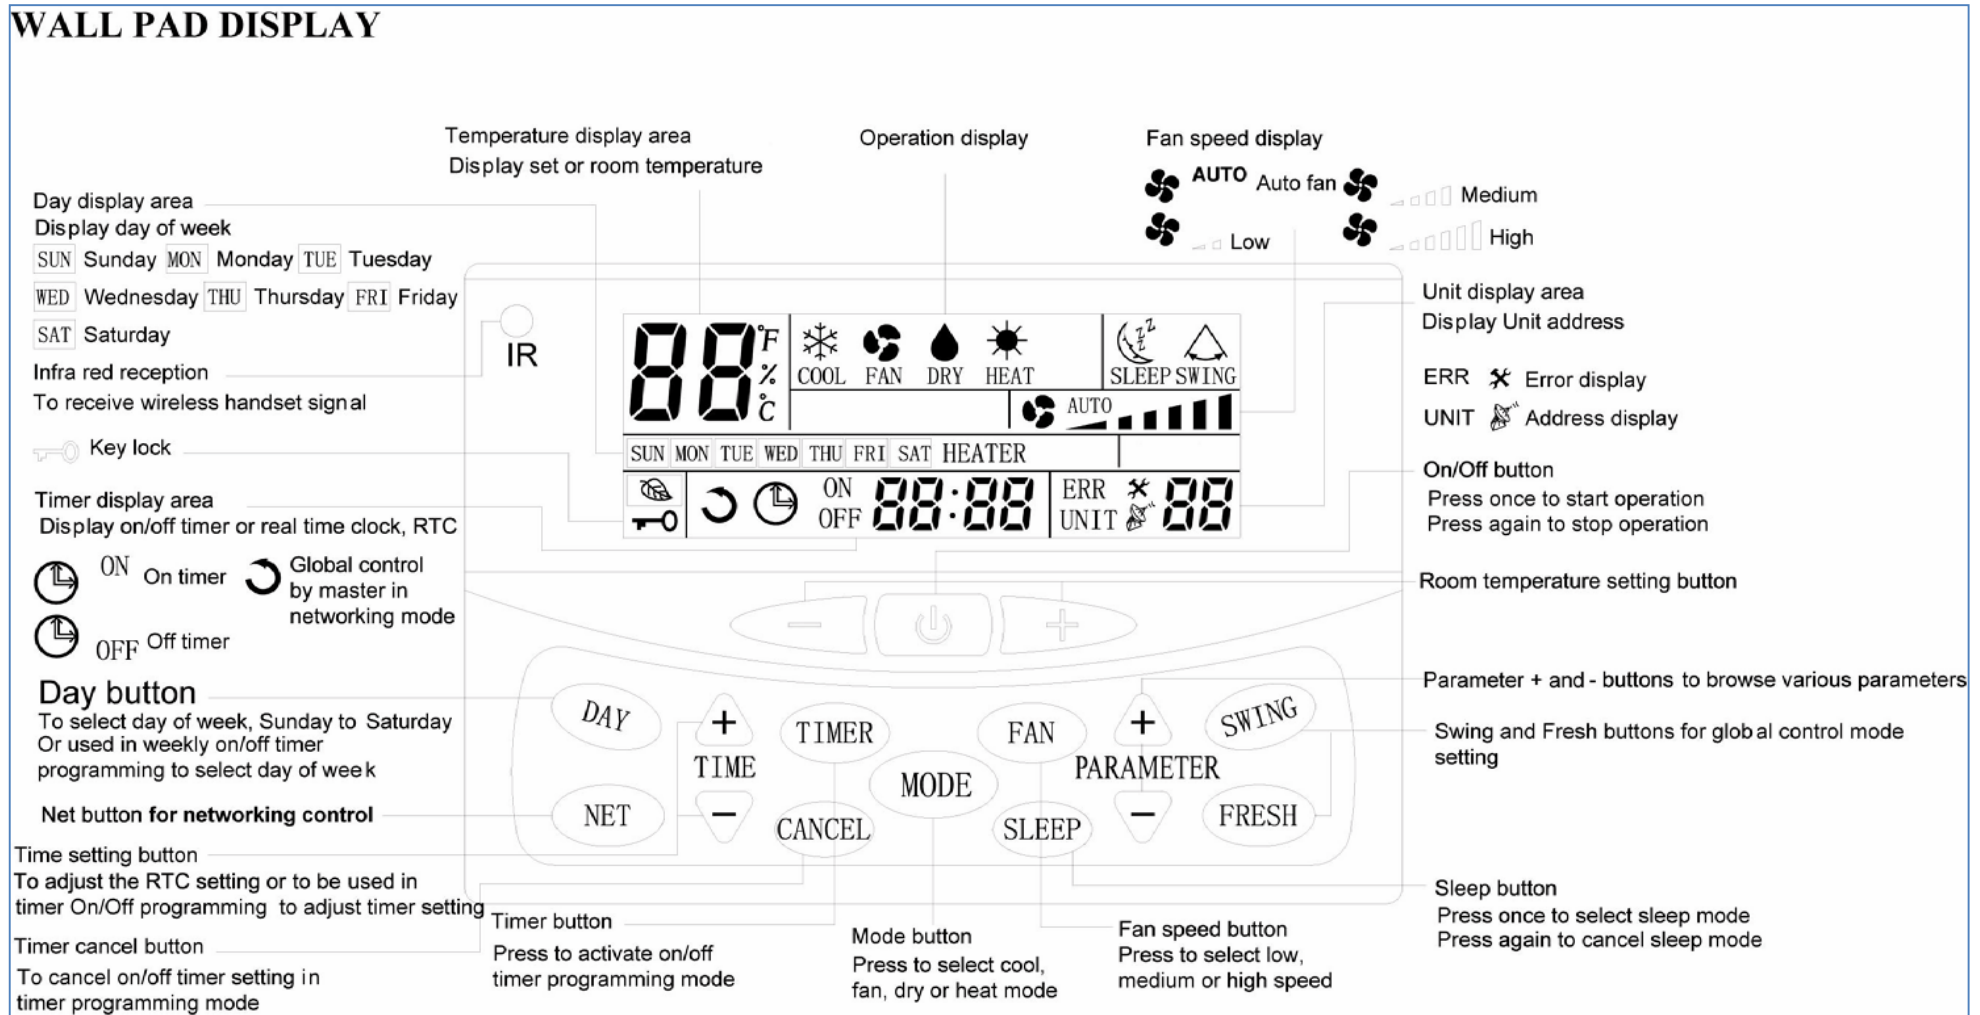 WALL PAD DISPLAY
Temperature display area
Display set or room temperature
Operation display
Fan speed display
AUTO Auto fan
Medium
Low
High
Day display area
Display day of week
SUN Sunday MON Monday TUE Tuesday
WED Wednesday THU Thursday FRI Friday
SAT Saturday
Infra red reception
To receive wireless handset signal
Key lock
Timer display area
Display on/off timer or real time clock, RTC
ON On timer
Global control
by master in
networking mode
OFF Off timer
Day button
To select day of week, Sunday to Saturday
Or used in weekly on/off timer
programming to select day of week
Net button for networking control
Time setting button
To adjust the RTC setting or to be used in
timer On/Off programming to adjust timer setting
Timer cancel button
To cancel on/off timer setting in
timer programming mode
IR
88 °F % °C
COOL FAN DRY HEAT
SLEEP SWING
AUTO
SUN MON TUE WED THU FRI SAT HEATER
ON
OFF
88:88
ERR
UNIT
88
DAY
+
TIME
−
TIMER
FAN
+
PARAMETER
−
SWING
MODE
NET
CANCEL
SLEEP
FRESH
Timer button
Press to activate on/off
timer programming mode
Mode button
Press to select cool,
fan, dry or heat mode
Fan speed button
Press to select low,
medium or high speed
Unit display area
Display Unit address
ERR Error display
UNIT Address display
On/Off button
Press once to start operation
Press again to stop operation
Room temperature setting button
Parameter + and - buttons to browse various parameters
Swing and Fresh buttons for global control mode
setting
Sleep button
Press once to select sleep mode
Press again to cancel sleep mode